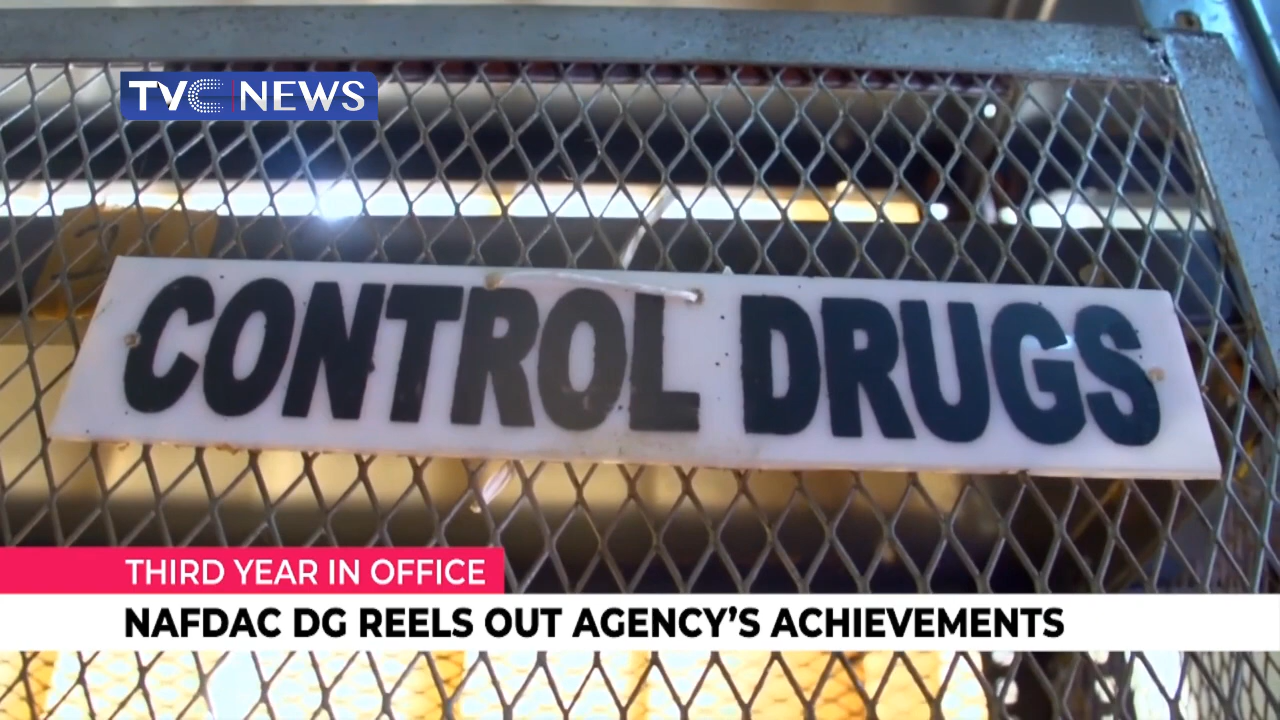 TVC NEWS
CONTROL DRUGS
THIRD YEAR IN OFFICE
NAFDAC DG REELS OUT AGENCY'S ACHIEVEMENTS